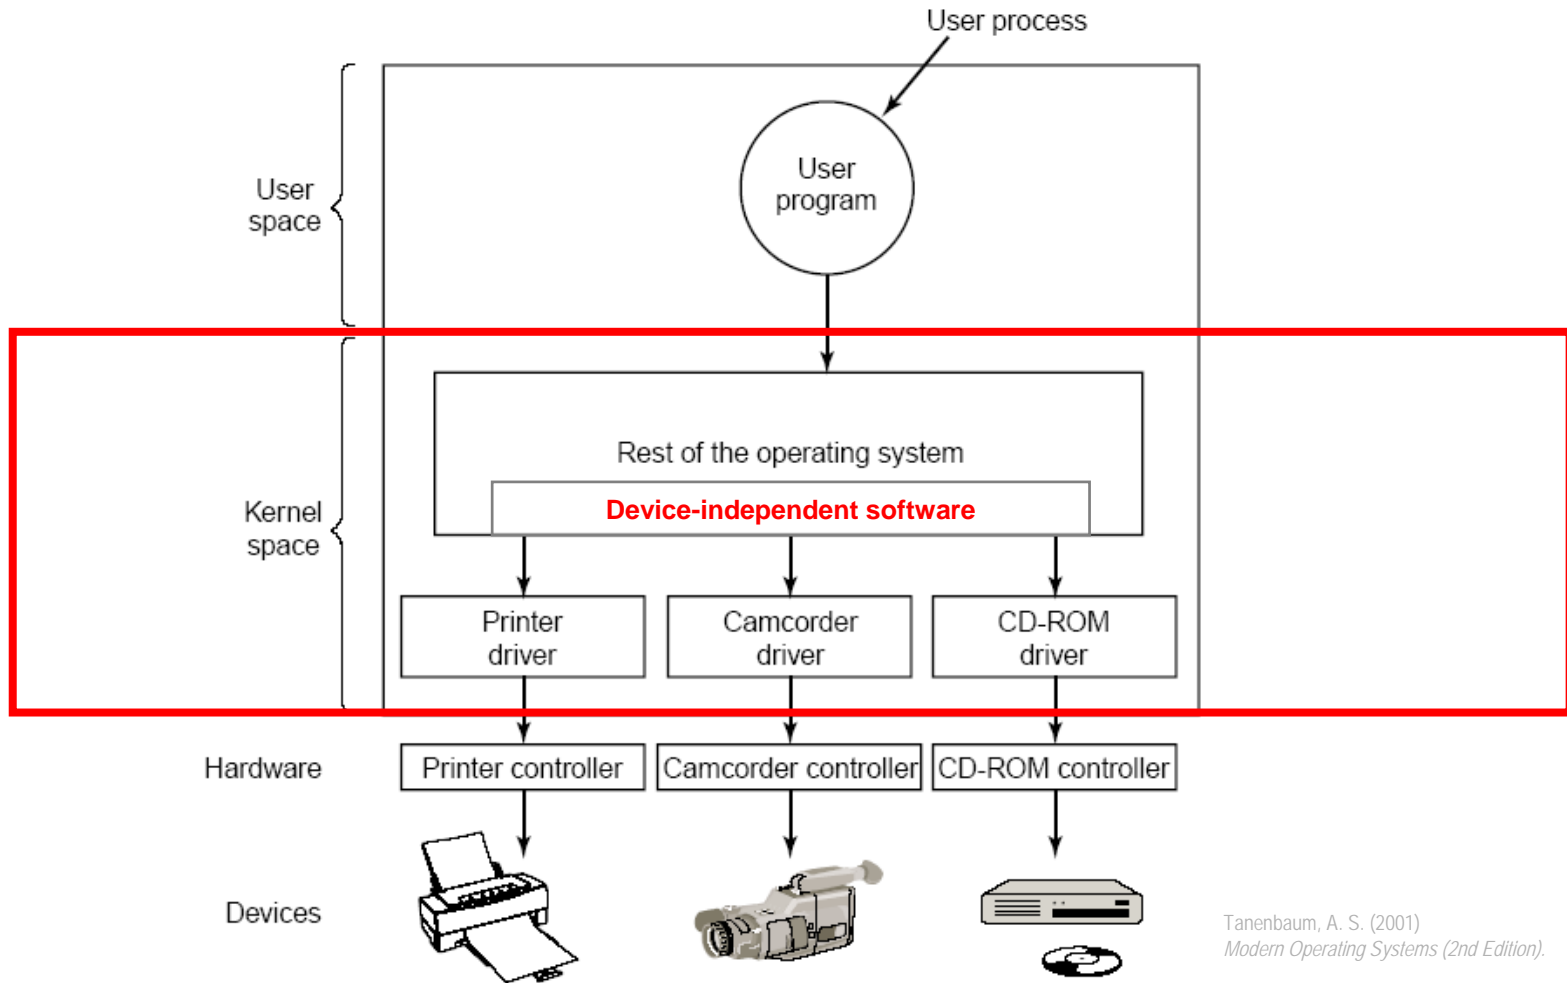 User process
User
program
User
space
Rest of the operating system
Device-independent software
Kernel
space
Printer
driver
Camcorder
driver
CD-ROM
driver
Hardware
Printer controller
Camcorder controller
CD-ROM controller
Devices
Tanenbaum, A. S. (2001)
Modern Operating Systems (2nd Edition).